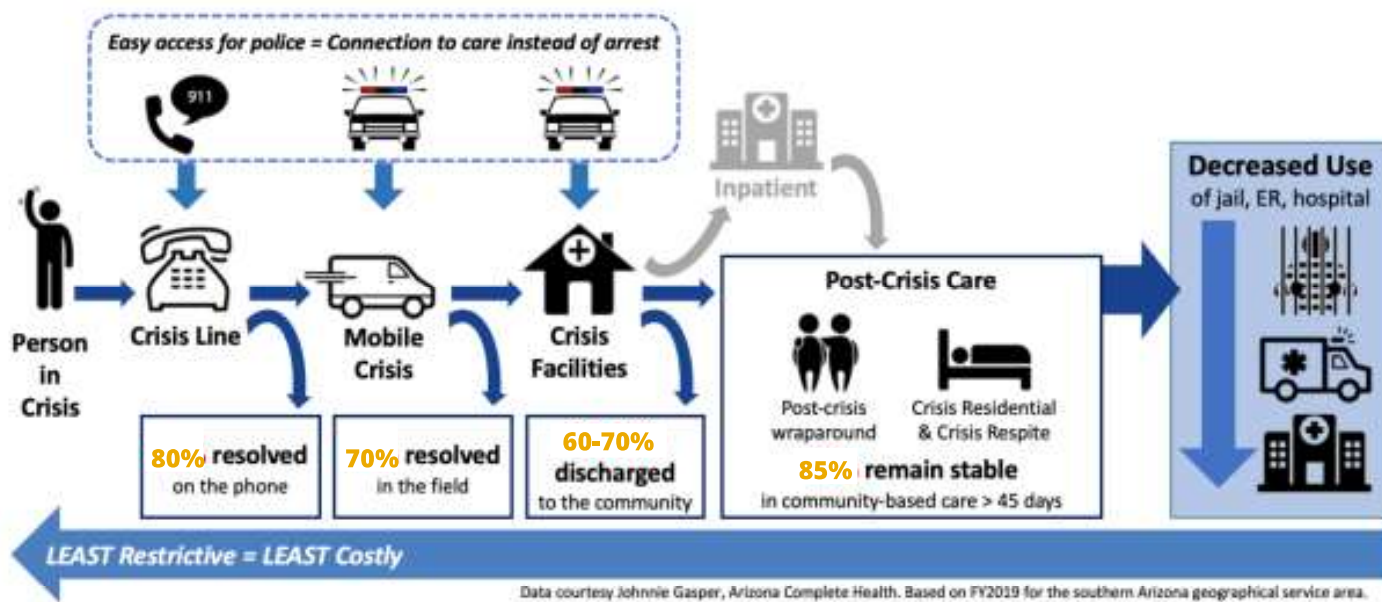 Easy access for police = Connection to care instead of arrest
911
Inpatient
Decreased Use
of jail, ER, hospital
Person
in
Crisis
Crisis Line
Mobile
Crisis
Crisis
Facilities
Post-Crisis Care
Post-crisis
wraparound
Crisis Residential
& Crisis Respite
80% resolved
on the phone
70% resolved
in the field
60-70%
discharged
to the community
85% remain stable
in community-based care > 45 days
LEAST Restrictive = LEAST Costly
Data courtesy Johnnie Gasper, Arizona Complete Health. Based on FY2019 for the southern Arizona geographical service area.